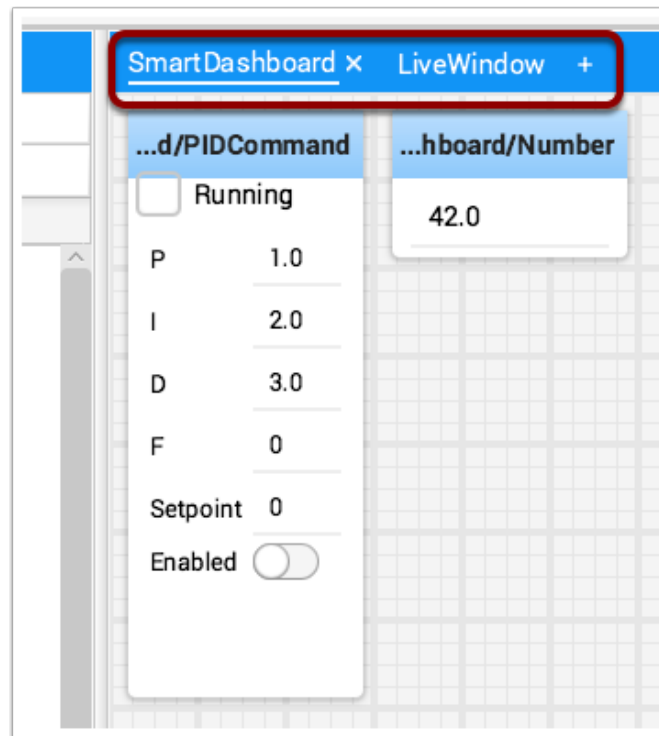 SmartDashboard × LiveWindow +
...d/PIDCommand
Running
P 1.0
I 2.0
D 3.0
F 0
Setpoint 0
Enabled
...hboard/Number
42.0